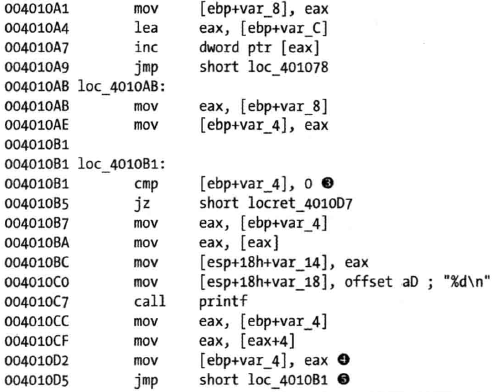 004010A1 mov [ebp+var_8], eax
004010A4 lea eax, [ebp+var_C]
004010A7 inc dword ptr [eax]
004010A9 jmp short loc_401078
004010AB loc_4010AB:
004010AB mov eax, [ebp+var_8]
004010AE mov [ebp+var_4], eax
004010B1
004010B1 loc_4010B1:
004010B1 cmp [ebp+var_4], 0 ❸
004010B5 jz short locret_4010D7
004010B7 mov eax, [ebp+var_4]
004010BA mov eax, [eax]
004010BC mov [esp+18h+var_14], eax
004010C0 mov [esp+18h+var_18], offset aD ; "%d\n"
004010C7 call printf
004010CC mov eax, [ebp+var_4]
004010CF mov eax, [eax+4]
004010D2 mov [ebp+var_4], eax ❹
004010D5 jmp short loc_4010B1 ❺